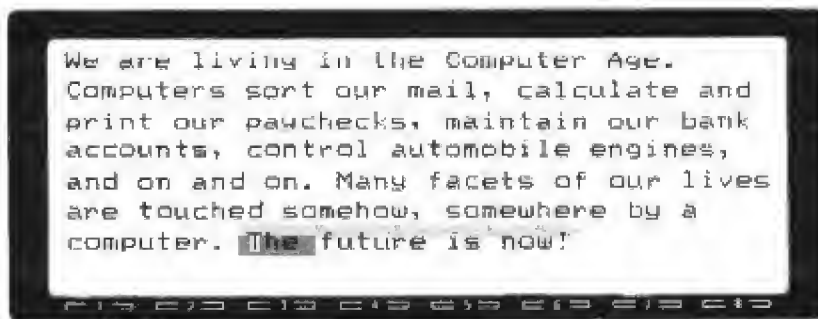 We are living in the Computer Age.
Computers sort our mail, calculate and
print our paychecks, maintain our bank
accounts, control automobile engines,
and on and on. Many facets of our lives
are touched somehow, somewhere by a
computer. The future is now!